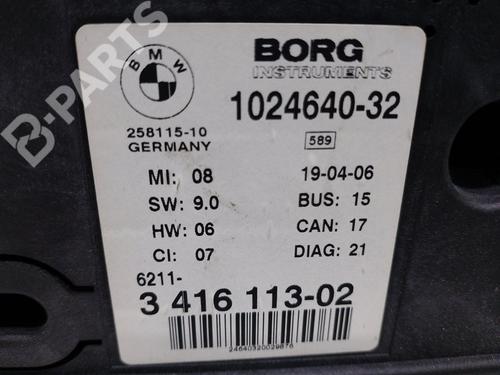 B-PARTS
BMW
BORG
INSTRUMENTS
1024640-32
258115-10
GERMANY
589
MI: 08
19-04-06
SW: 9.0
BUS: 15
HW: 06
CAN: 17
CI: 07
DIAG: 21
6211-
3 416 113-02
24640320029876